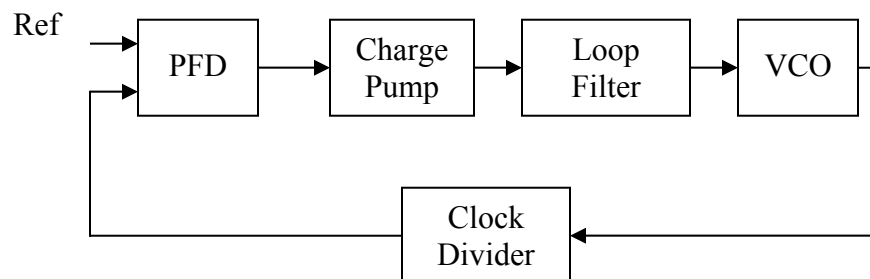 Ref
PFD
Charge
Pump
Loop
Filter
VCO
Clock
Divider